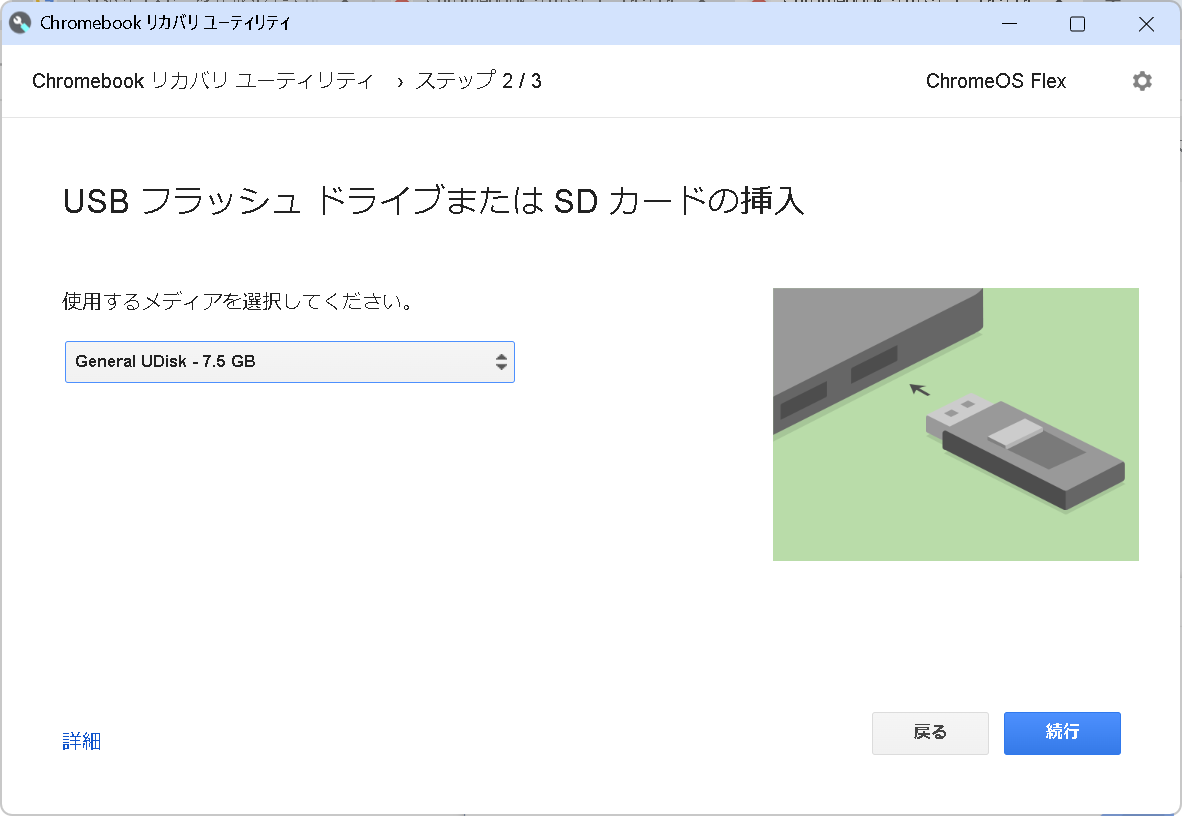 Chromebook リカバリ ユーティリティ
Chromebook リカバリ ユーティリティ › ステップ 2 / 3
ChromeOS Flex
USB フラッシュ ドライブまたは SD カードの挿入
使用するメディアを選択してください。
General UDisk - 7.5 GB
詳細
戻る
続行